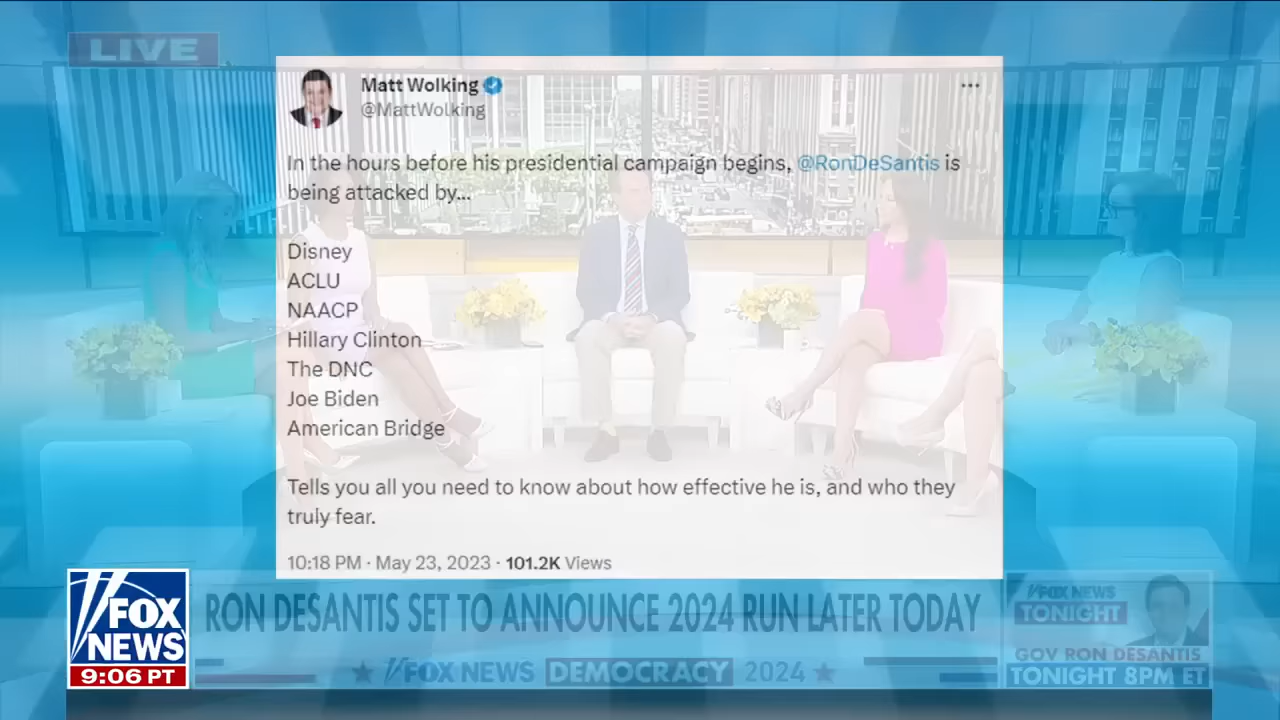 LIVE
Matt Wolking
@MattWolking
In the hours before his presidential campaign begins, @RonDeSantis is
being attacked by...
Disney
ACLU
NAACP
Hillary Clinton
The DNC
Joe Biden
American Bridge
Tells you all you need to know about how effective he is, and who they
truly fear.
10:18 PM · May 23, 2023 · 101.2K Views
FOX
NEWS
9:06 PT
RON DESANTIS SET TO ANNOUNCE 2024 RUN LATER TODAY
FOX NEWS DEMOCRACY 2024
FOX NEWS
TONIGHT
GOV RON DESANTIS
TONIGHT 8PM ET